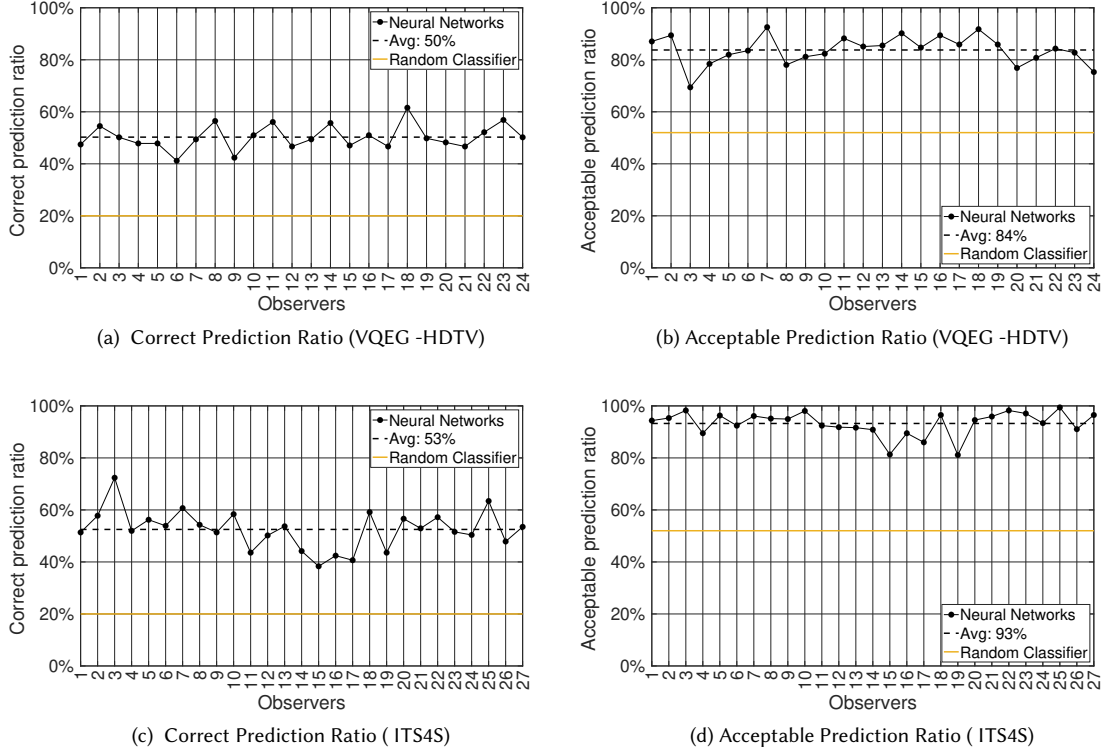 100%
80%
60%
40%
20%
0%
Correct prediction ratio
Neural Networks
Avg: 50%
Random Classifier
1 2 3 4 5 6 7 8 9 10 11 12 13 14 15 16 17 18 19 20 21 22 23 24
Observers
(a) Correct Prediction Ratio (VQEG -HDTV)
100%
80%
60%
40%
20%
0%
Acceptable prediction ratio
Neural Networks
Avg: 84%
Random Classifier
1 2 3 4 5 6 7 8 9 10 11 12 13 14 15 16 17 18 19 20 21 22 23 24
Observers
(b) Acceptable Prediction Ratio (VQEG -HDTV)
100%
80%
60%
40%
20%
0%
Correct prediction ratio
Neural Networks
Avg: 53%
Random Classifier
1 2 3 4 5 6 7 8 9 10 11 12 13 14 15 16 17 18 19 20 21 22 23 24 25 26 27
Observers
(c) Correct Prediction Ratio ( ITS4S)
100%
80%
60%
40%
20%
0%
Acceptable prediction ratio
Neural Networks
Avg: 93%
Random Classifier
1 2 3 4 5 6 7 8 9 10 11 12 13 14 15 16 17 18 19 20 21 22 23 24 25 26 27
Observers
(d) Acceptable Prediction Ratio ( ITS4S)